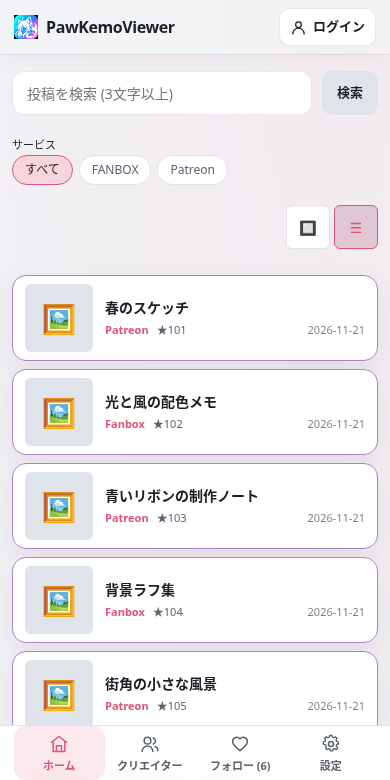 PawKemoViewer
ログイン
投稿を検索 (3文字以上)
検索
サービス
すべて
FANBOX
Patreon
春のスケッチ
Patreon ★101 2026-11-21
光と風の配色メモ
Fanbox ★102 2026-11-21
青いリボンの制作ノート
Patreon ★103 2026-11-21
背景ラフ集
Fanbox ★104 2026-11-21
街角の小さな風景
Patreon ★105 2026-11-21
ホーム
クリエイター
フォロー (6)
設定